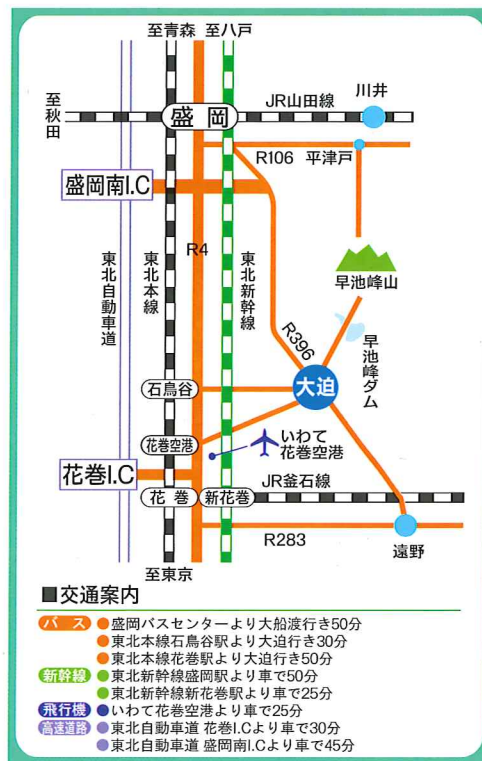 至青森
至八戸
至秋田
盛岡
JR山田線
川井
R106
平津戸
盛岡南I.C
R4
東北自動車道
東北本線
東北新幹線
早池峰山
R396
早池峰ダム
大迫
石鳥谷
花巻空港
いわて
花巻空港
花巻I.C
JR釜石線
花巻
新花巻
R283
遠野
至東京
■交通案内
バス ●盛岡バスセンターより大船渡行き50分
●東北本線石鳥谷駅より大迫行き30分
●東北本線花巻駅より大迫行き50分
新幹線 ●東北新幹線盛岡駅より車で50分
●東北新幹線新花巻駅より車で25分
飛行機 ●いわて花巻空港より車で25分
高速道路 ●東北自動車道 花巻I.Cより車で30分
●東北自動車道 盛岡南I.Cより車で45分